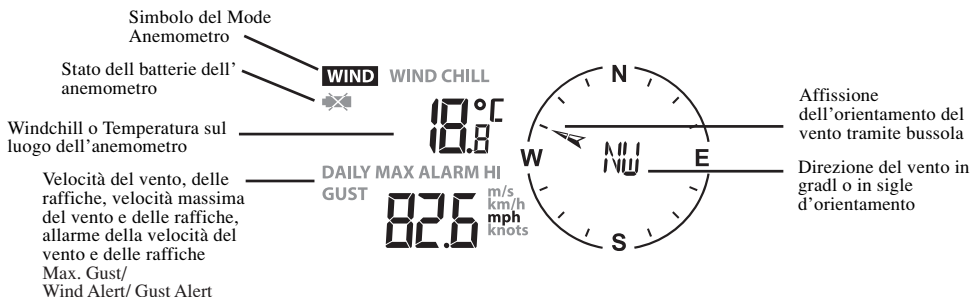 Simbolo del Mode
Anemometro
Stato dell batterie dell'
anemometro
Windchill o Temperatura sul
luogo dell'anemometro
Velocità del vento, delle
raffiche, velocità massima
del vento e delle raffiche,
allarme della velocità del
vento e delle raffiche
Max. Gust/
Wind Alert/ Gust Alert
WIND WIND CHILL
18.8 °C
DAILY MAX ALARM HI
GUST
82.6
m/s
km/h
mph
knots
N
W
NW
E
S
Affissione
dell'orientamento del
vento tramite bussola
Direzione del vento in
gradl o in sigle
d'orientamento